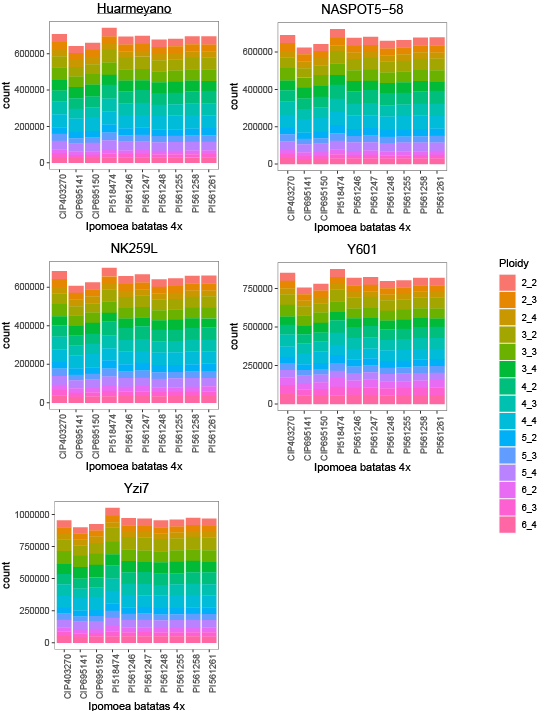 Huarmeyano
NASPOT5−58
count
600000
400000
200000
0
CIP403270
CIP695141
CIP695150
PI518474
PI561246
PI561247
PI561248
PI561255
PI561258
PI561261
Ipomoea batatas 4x
count
600000
400000
200000
0
CIP403270
CIP695141
CIP695150
PI518474
PI561246
PI561247
PI561248
PI561255
PI561258
PI561261
Ipomoea batatas 4x
NK259L
Y601
count
600000
400000
200000
0
CIP403270
CIP695141
CIP695150
PI518474
PI561246
PI561247
PI561248
PI561255
PI561258
PI561261
Ipomoea batatas 4x
count
750000
500000
250000
0
CIP403270
CIP695141
CIP695150
PI518474
PI561246
PI561247
PI561248
PI561255
PI561258
PI561261
Ipomoea batatas 4x
Ploidy
2_2
2_3
2_4
3_2
3_3
3_4
4_2
4_3
4_4
5_2
5_3
5_4
6_2
6_3
6_4
Yzi7
count
1000000
750000
500000
250000
0
CIP403270
CIP695141
CIP695150
PI518474
PI561246
PI561247
PI561248
PI561255
PI561258
PI561261
Ipomoea batatas 4x